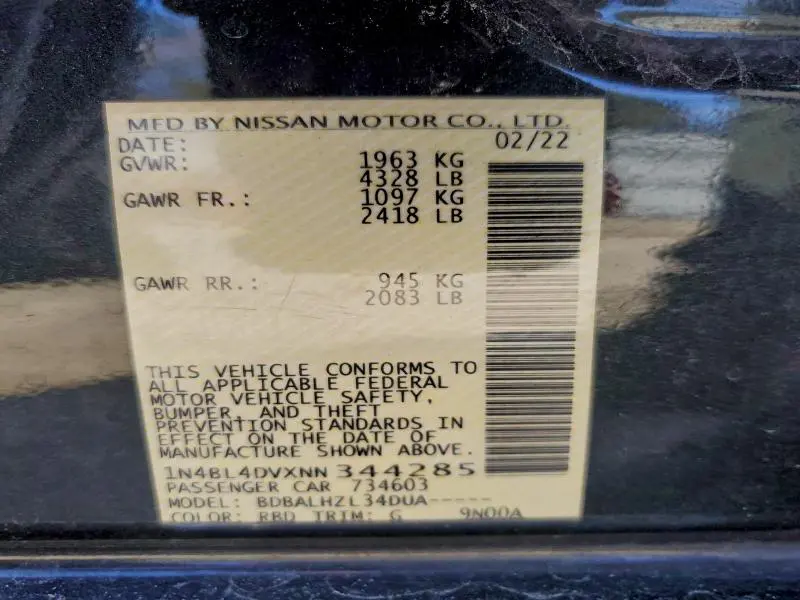 MFD BY NISSAN MOTOR CO., LTD.
DATE: 02/22
GVWR: 1963 KG
4328 LB
GAWR FR.: 1097 KG
2418 LB
GAWR RR.: 945 KG
2083 LB
THIS VEHICLE CONFORMS TO
ALL APPLICABLE FEDERAL
MOTOR VEHICLE SAFETY,
BUMPER, AND THEFT
PREVENTION STANDARDS IN
EFFECT ON THE DATE OF
MANUFACTURE SHOWN ABOVE.
1N4BL4DVXNN344285
PASSENGER CAR 734603
MODEL: BDBALHZL34DUA-----
COLOR: RBD TRIM: G 9N00A